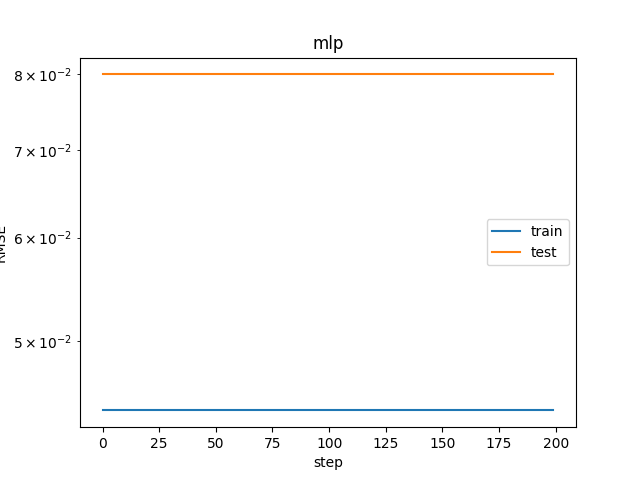 mlp
8 × 10⁻²
7 × 10⁻²
6 × 10⁻²
5 × 10⁻²
RMSE
train
test
0 25 50 75 100 125 150 175 200
step